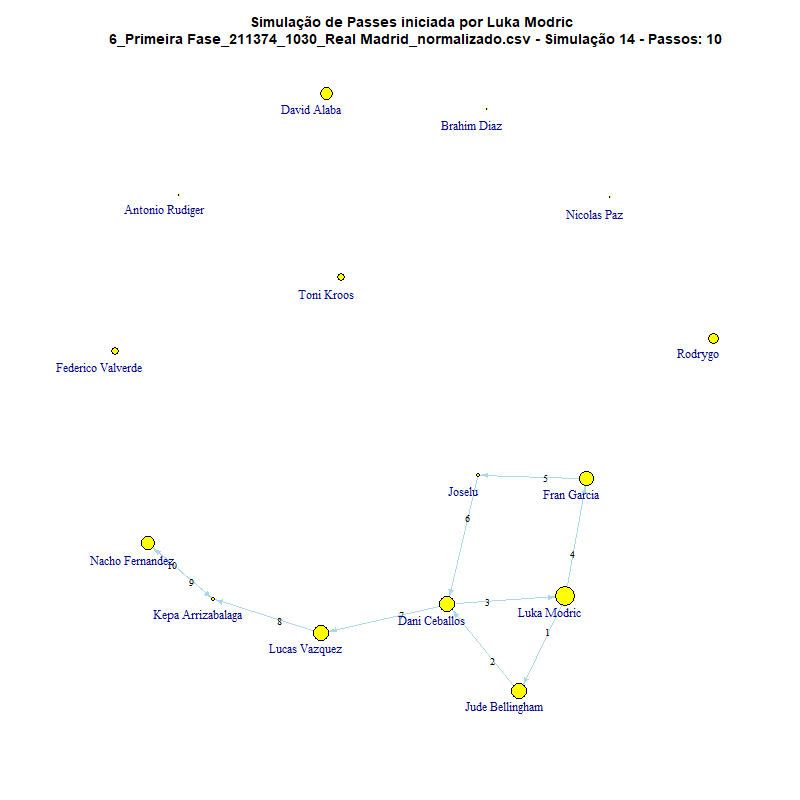 Simulação de Passes iniciada por Luka Modric
6_Primeira Fase_211374_1030_Real Madrid_normalizado.csv - Simulação 14 - Passos: 10
David Alaba
Brahim Diaz
Antonio Rudiger
Nicolas Paz
Toni Kroos
Rodrygo
Federico Valverde
5
Joselu
Fran Garcia
6
4
Nacho Fernandez
10
9
3
Kepa Arrizabalaga
Luka Modric
7
Dani Ceballos
8
1
Lucas Vazquez
2
Jude Bellingham